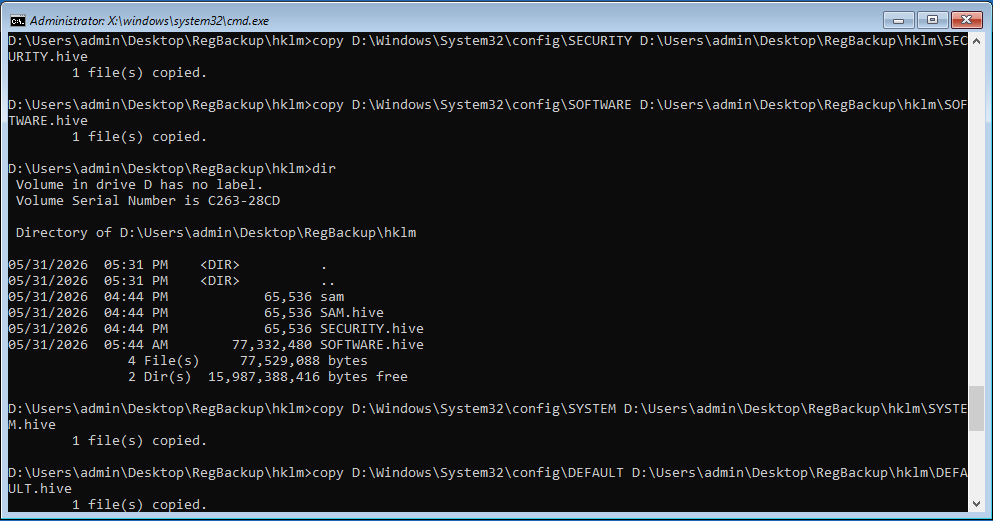 Administrator: X:\windows\system32\cmd.exe
D:\Users\admin\Desktop\RegBackup\hklm>copy D:\Windows\System32\config\SECURITY D:\Users\admin\Desktop\RegBackup\hklm\SEC
URITY.hive
        1 file(s) copied.

D:\Users\admin\Desktop\RegBackup\hklm>copy D:\Windows\System32\config\SOFTWARE D:\Users\admin\Desktop\RegBackup\hklm\SOF
TWARE.hive
        1 file(s) copied.

D:\Users\admin\Desktop\RegBackup\hklm>dir
 Volume in drive D has no label.
 Volume Serial Number is C263-28CD

 Directory of D:\Users\admin\Desktop\RegBackup\hklm

05/31/2026  05:31 PM    <DIR>          .
05/31/2026  05:31 PM    <DIR>          ..
05/31/2026  04:44 PM            65,536 sam
05/31/2026  04:44 PM            65,536 SAM.hive
05/31/2026  04:44 PM            65,536 SECURITY.hive
05/31/2026  05:44 AM        77,332,480 SOFTWARE.hive
               4 File(s)     77,529,088 bytes
               2 Dir(s)  15,987,388,416 bytes free

D:\Users\admin\Desktop\RegBackup\hklm>copy D:\Windows\System32\config\SYSTEM D:\Users\admin\Desktop\RegBackup\hklm\SYSTE
M.hive
        1 file(s) copied.

D:\Users\admin\Desktop\RegBackup\hklm>copy D:\Windows\System32\config\DEFAULT D:\Users\admin\Desktop\RegBackup\hklm\DEFA
ULT.hive
        1 file(s) copied.